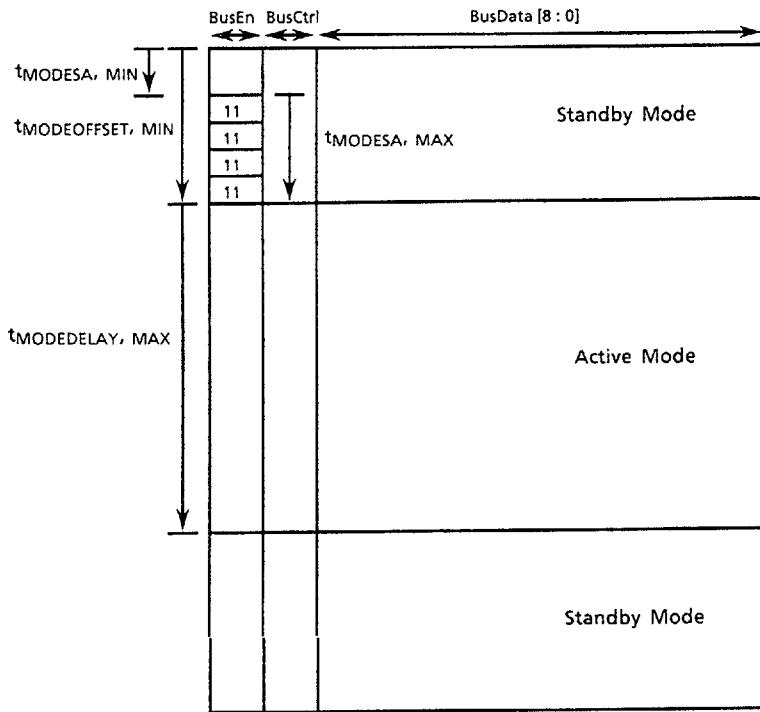 BusEn BusCtrl BusData [8 : 0]
tMODESA, MIN
11
Standby Mode
tMODEOFFSET, MIN
11
tMODESA, MAX
11
11
tMODEDELAY, MAX
Active Mode
Standby Mode